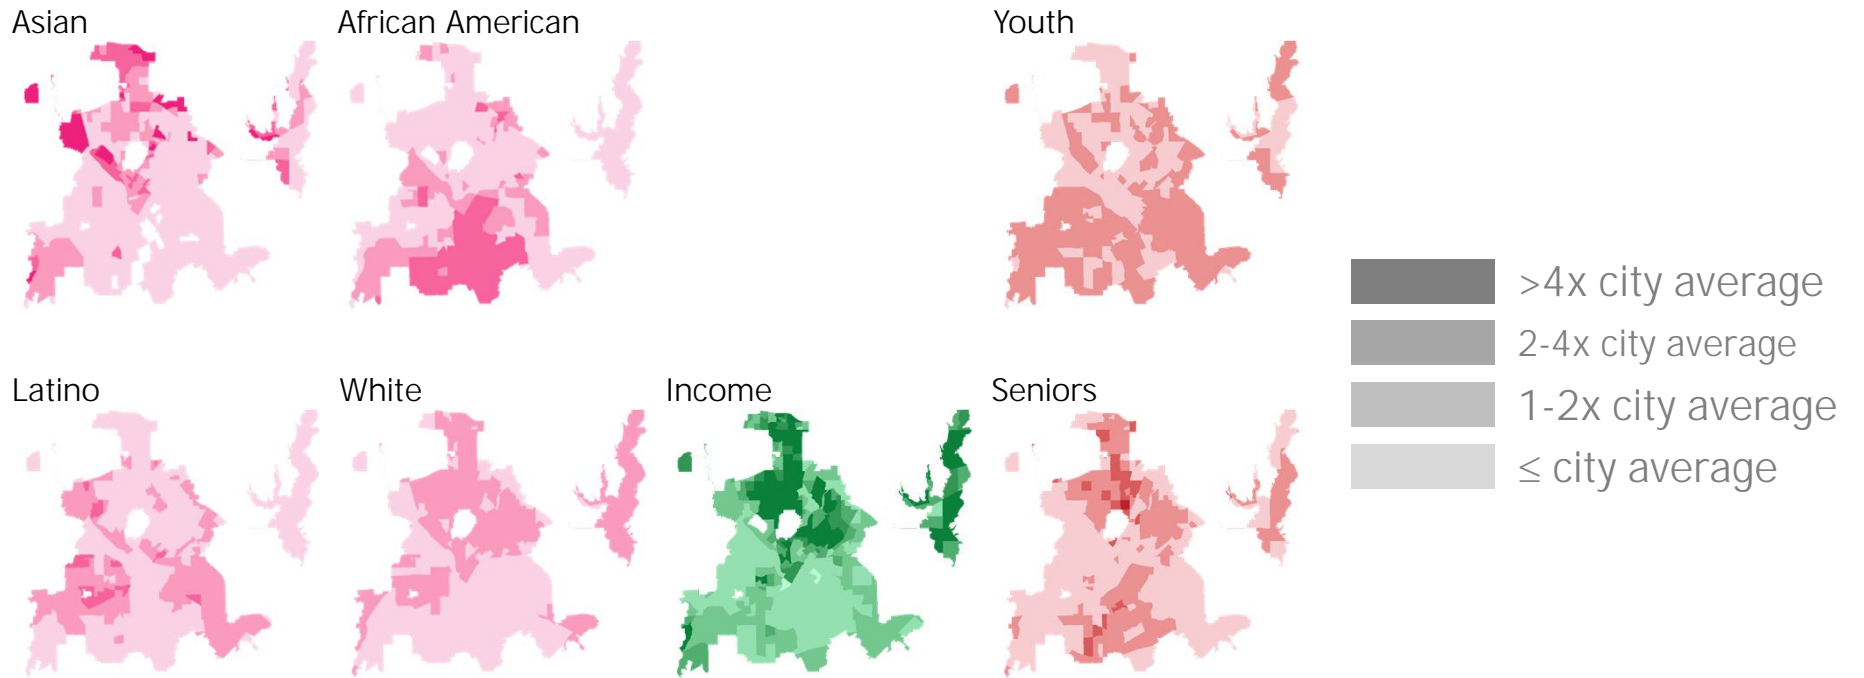 Asian
African American
Youth
>4x city average
2-4x city average
1-2x city average
≤ city average
Latino
White
Income
Seniors